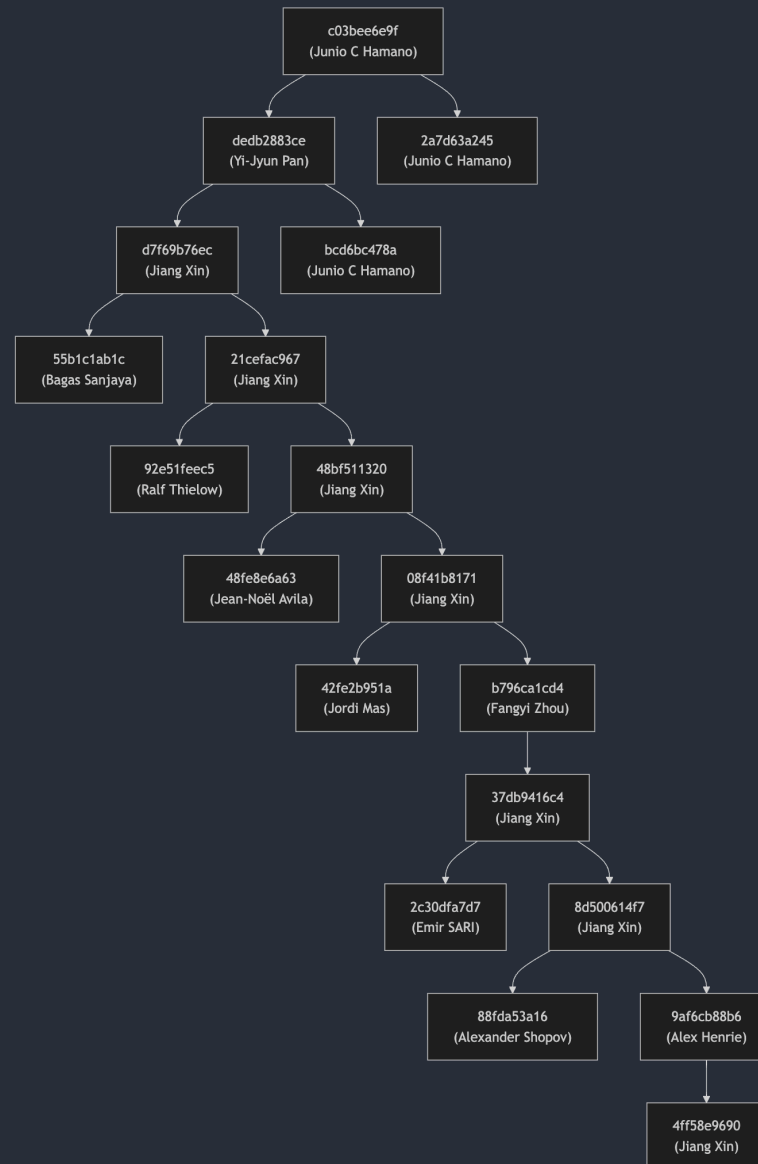 c03bee6e9f
(Junio C Hamano)
dedb2883ce
(Yi-Jyun Pan)
2a7d63a245
(Junio C Hamano)
d7f69b76ec
(Jiang Xin)
bcd6bc478a
(Junio C Hamano)
55b1c1ab1c
(Bagas Sanjaya)
21cefac967
(Jiang Xin)
92e51feec5
(Ralf Thielow)
48bf511320
(Jiang Xin)
48fe8e6a63
(Jean-Noël Avila)
08f41b8171
(Jiang Xin)
42fe2b951a
(Jordi Mas)
b796ca1cd4
(Fangyi Zhou)
37db9416c4
(Jiang Xin)
2c30dfa7d7
(Emir SARI)
8d500614f7
(Jiang Xin)
88fda53a16
(Alexander Shopov)
9af6cb88b6
(Alex Henrie)
4ff58e9690
(Jiang Xin)